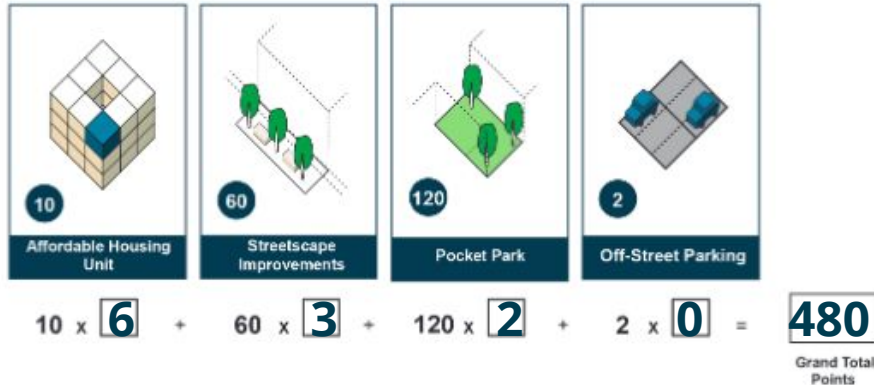 10
Affordable Housing
Unit
60
Streetscape
Improvements
120
Pocket Park
2
Off-Street Parking
10 x 6 + 60 x 3 + 120 x 2 + 2 x 0 = 480
Grand Total
Points